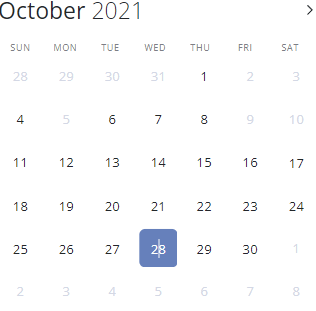 October 2021
SUN MON TUE WED THU FRI SAT
28 29 30 31 1 2 3
4 5 6 7 8 9 10
11 12 13 14 15 16 17
18 19 20 21 22 23 24
25 26 27 28 29 30 1
2 3 4 5 6 7 8